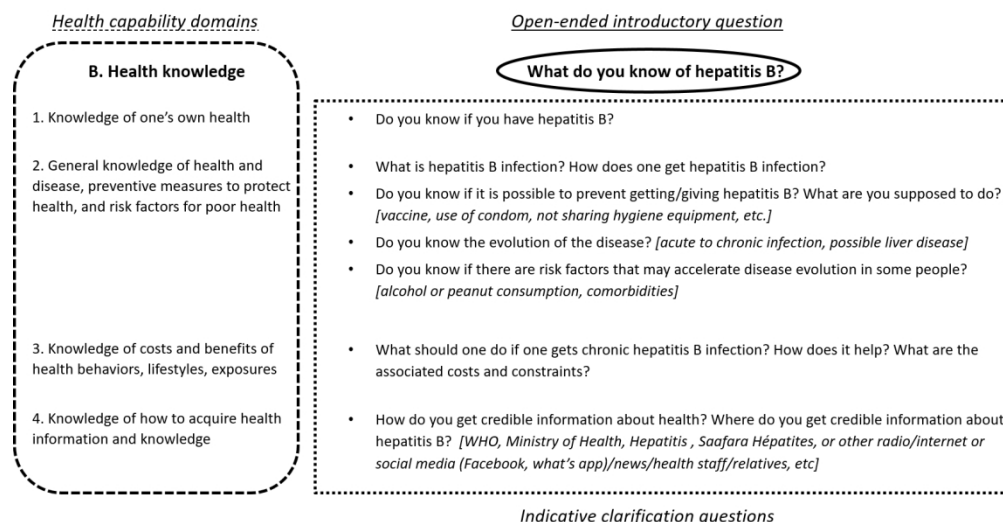 Health capability domains
Open-ended introductory question
B. Health knowledge
What do you know of hepatitis B?
1. Knowledge of one's own health
• Do you know if you have hepatitis B?
2. General knowledge of health and
disease, preventive measures to protect
health, and risk factors for poor health
• What is hepatitis B infection? How does one get hepatitis B infection?
• Do you know if it is possible to prevent getting/giving hepatitis B? What are you supposed to do?
[vaccine, use of condom, not sharing hygiene equipment, etc.]
• Do you know the evolution of the disease? [acute to chronic infection, possible liver disease]
• Do you know if there are risk factors that may accelerate disease evolution in some people?
[alcohol or peanut consumption, comorbidities]
3. Knowledge of costs and benefits of
health behaviors, lifestyles, exposures
• What should one do if one gets chronic hepatitis B infection? How does it help? What are the
associated costs and constraints?
4. Knowledge of how to acquire health
information and knowledge
• How do you get credible information about health? Where do you get credible information about
hepatitis B? [WHO, Ministry of Health, Hepatitis , Saafara Hépatites, or other radio/internet or
social media (Facebook, what's app)/news/health staff/relatives, etc]
Indicative clarification questions